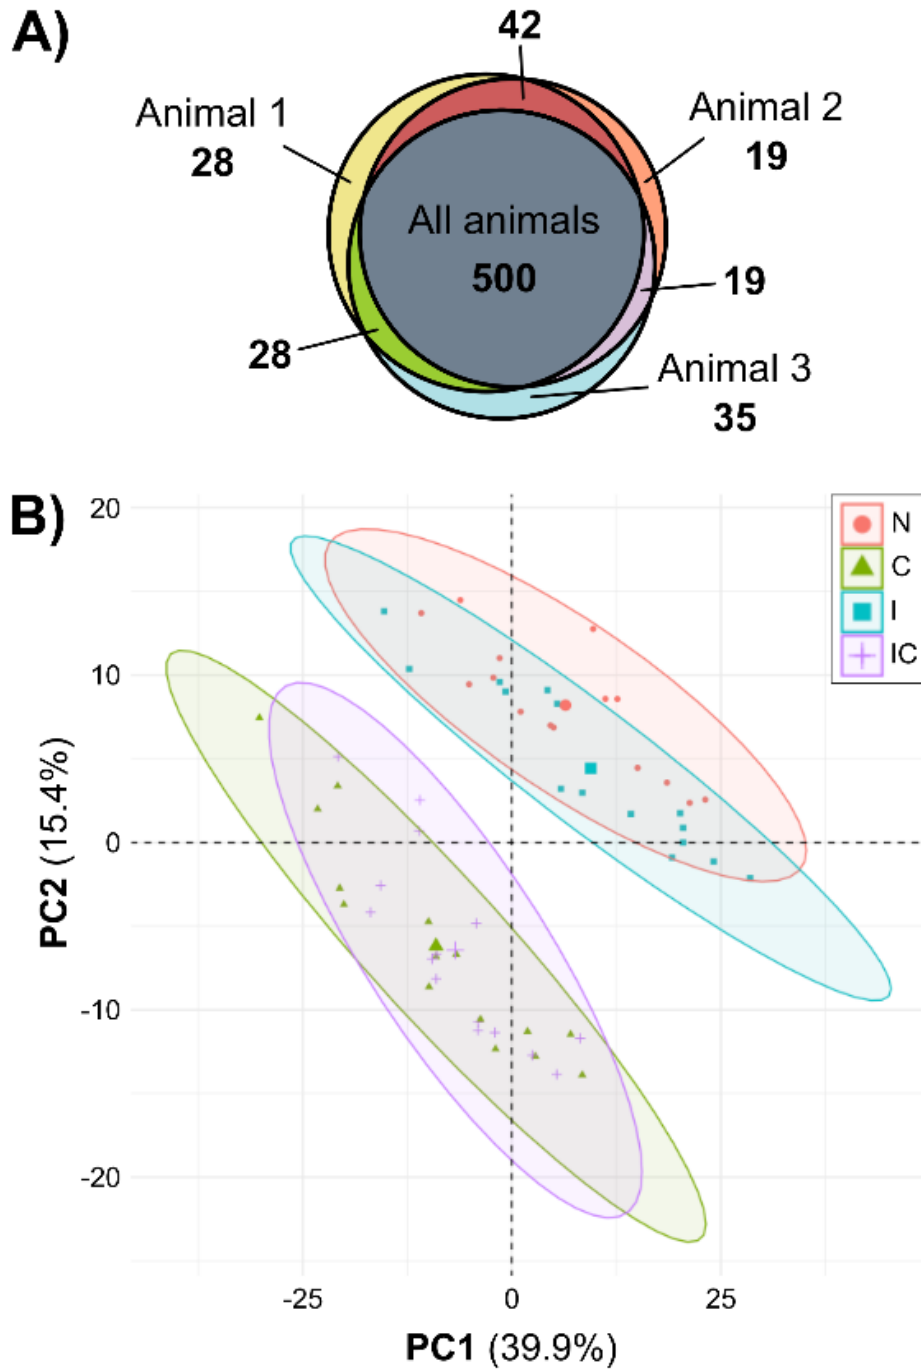 A)
42
Animal 1
28
Animal 2
19
All animals
500
19
28
Animal 3
35
B)
N
C
I
IC
20
10
0
-10
-20
PC2 (15.4%)
-25
0
25
PC1 (39.9%)